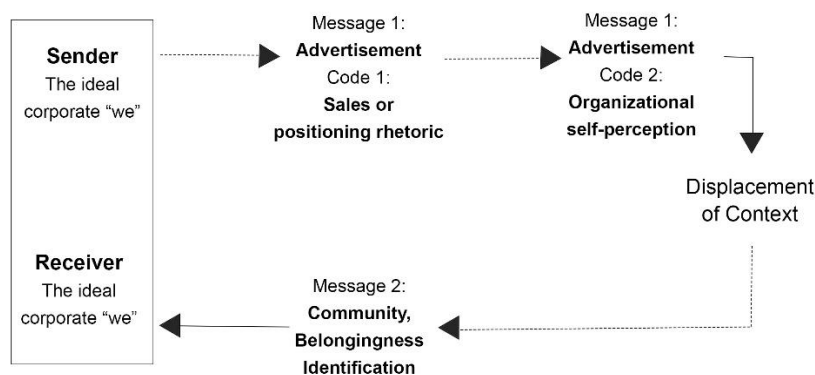 Sender
The ideal
corporate “we”
Message 1:
Advertisement
Code 1:
Sales or
positioning rhetoric
Message 1:
Advertisement
Code 2:
Organizational
self-perception
Displacement
of Context
Message 2:
Community,
Belongingness
Identification
Receiver
The ideal
corporate “we”